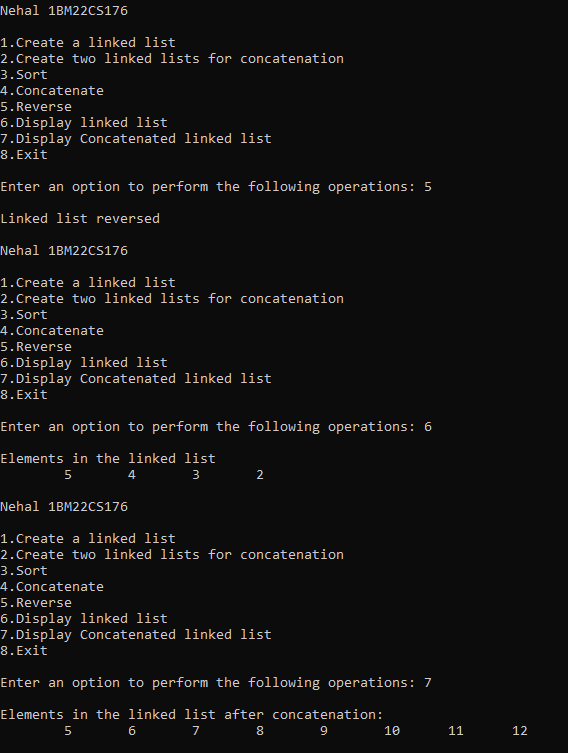 Nehal 1BM22CS176
1.Create a linked list
2.Create two linked lists for concatenation
3.Sort
4.Concatenate
5.Reverse
6.Display linked list
7.Display Concatenated linked list
8.Exit
Enter an option to perform the following operations: 5
Linked list reversed
Nehal 1BM22CS176
1.Create a linked list
2.Create two linked lists for concatenation
3.Sort
4.Concatenate
5.Reverse
6.Display linked list
7.Display Concatenated linked list
8.Exit
Enter an option to perform the following operations: 6
Elements in the linked list
5 4 3 2
Nehal 1BM22CS176
1.Create a linked list
2.Create two linked lists for concatenation
3.Sort
4.Concatenate
5.Reverse
6.Display linked list
7.Display Concatenated linked list
8.Exit
Enter an option to perform the following operations: 7
Elements in the linked list after concatenation:
5 6 7 8 9 10 11 12